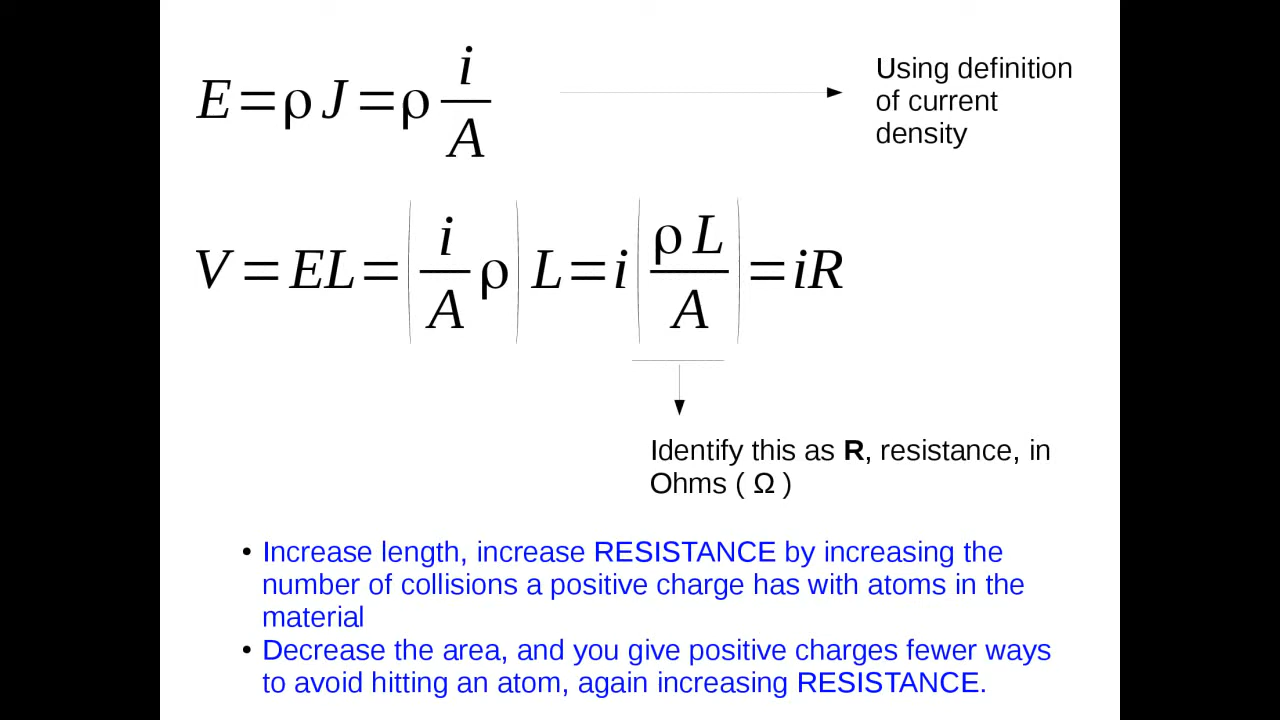 E=ρJ=ρ i/A
Using definition
of current
density
V=EL=(i/A ρ)L=i(ρL/A)=iR
Identify this as R, resistance, in
Ohms ( Ω )
• Increase length, increase RESISTANCE by increasing the
number of collisions a positive charge has with atoms in the
material
• Decrease the area, and you give positive charges fewer ways
to avoid hitting an atom, again increasing RESISTANCE.